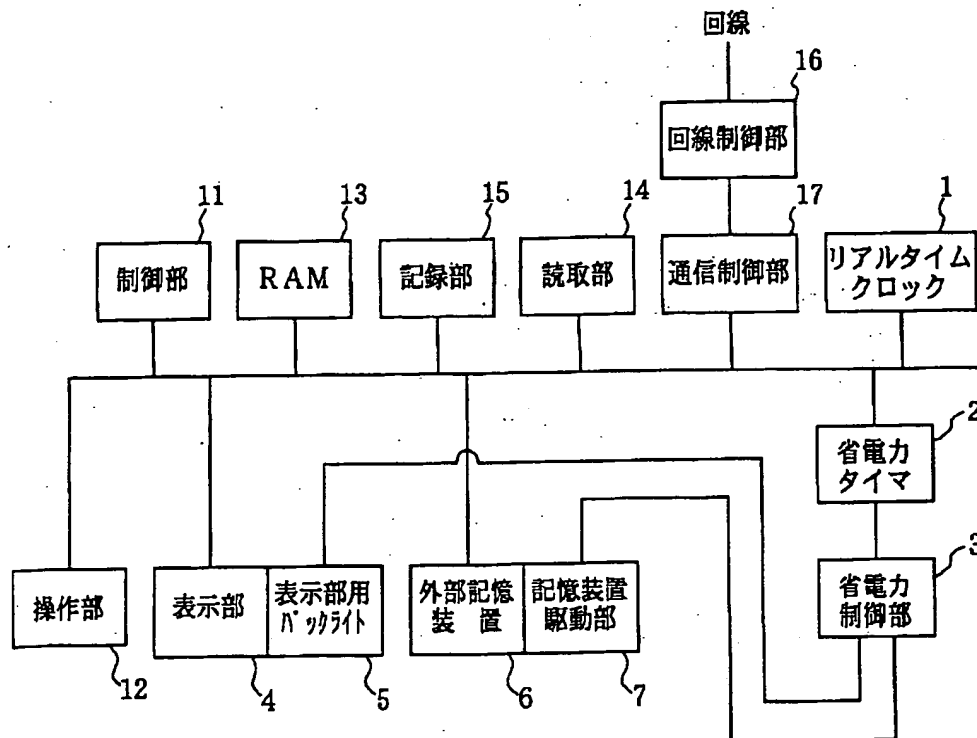 回線
16
回線制御部
11
13
15
14
17
1
制御部
RAM
記録部
読取部
通信制御部
リアルタイム
クロック
2
省電力
タイマ
3
省電力
制御部
操作部
表示部
表示部用
バックライト
外部記憶
装 置
記憶装置
駆動部
12
4
5
6
7